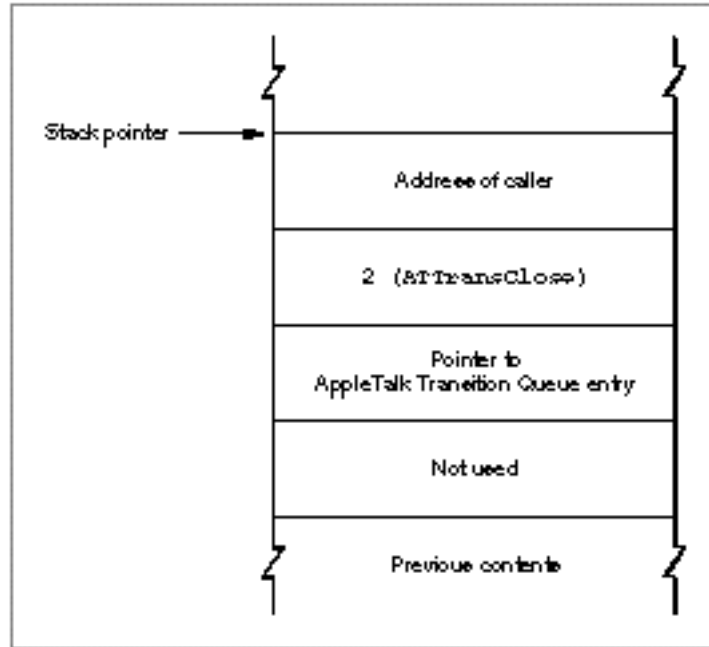 Stack pointer
Address of caller
2 (ATTransClose)
Pointer to
AppleTalk Transition Queue entry
Not used
Previous contents